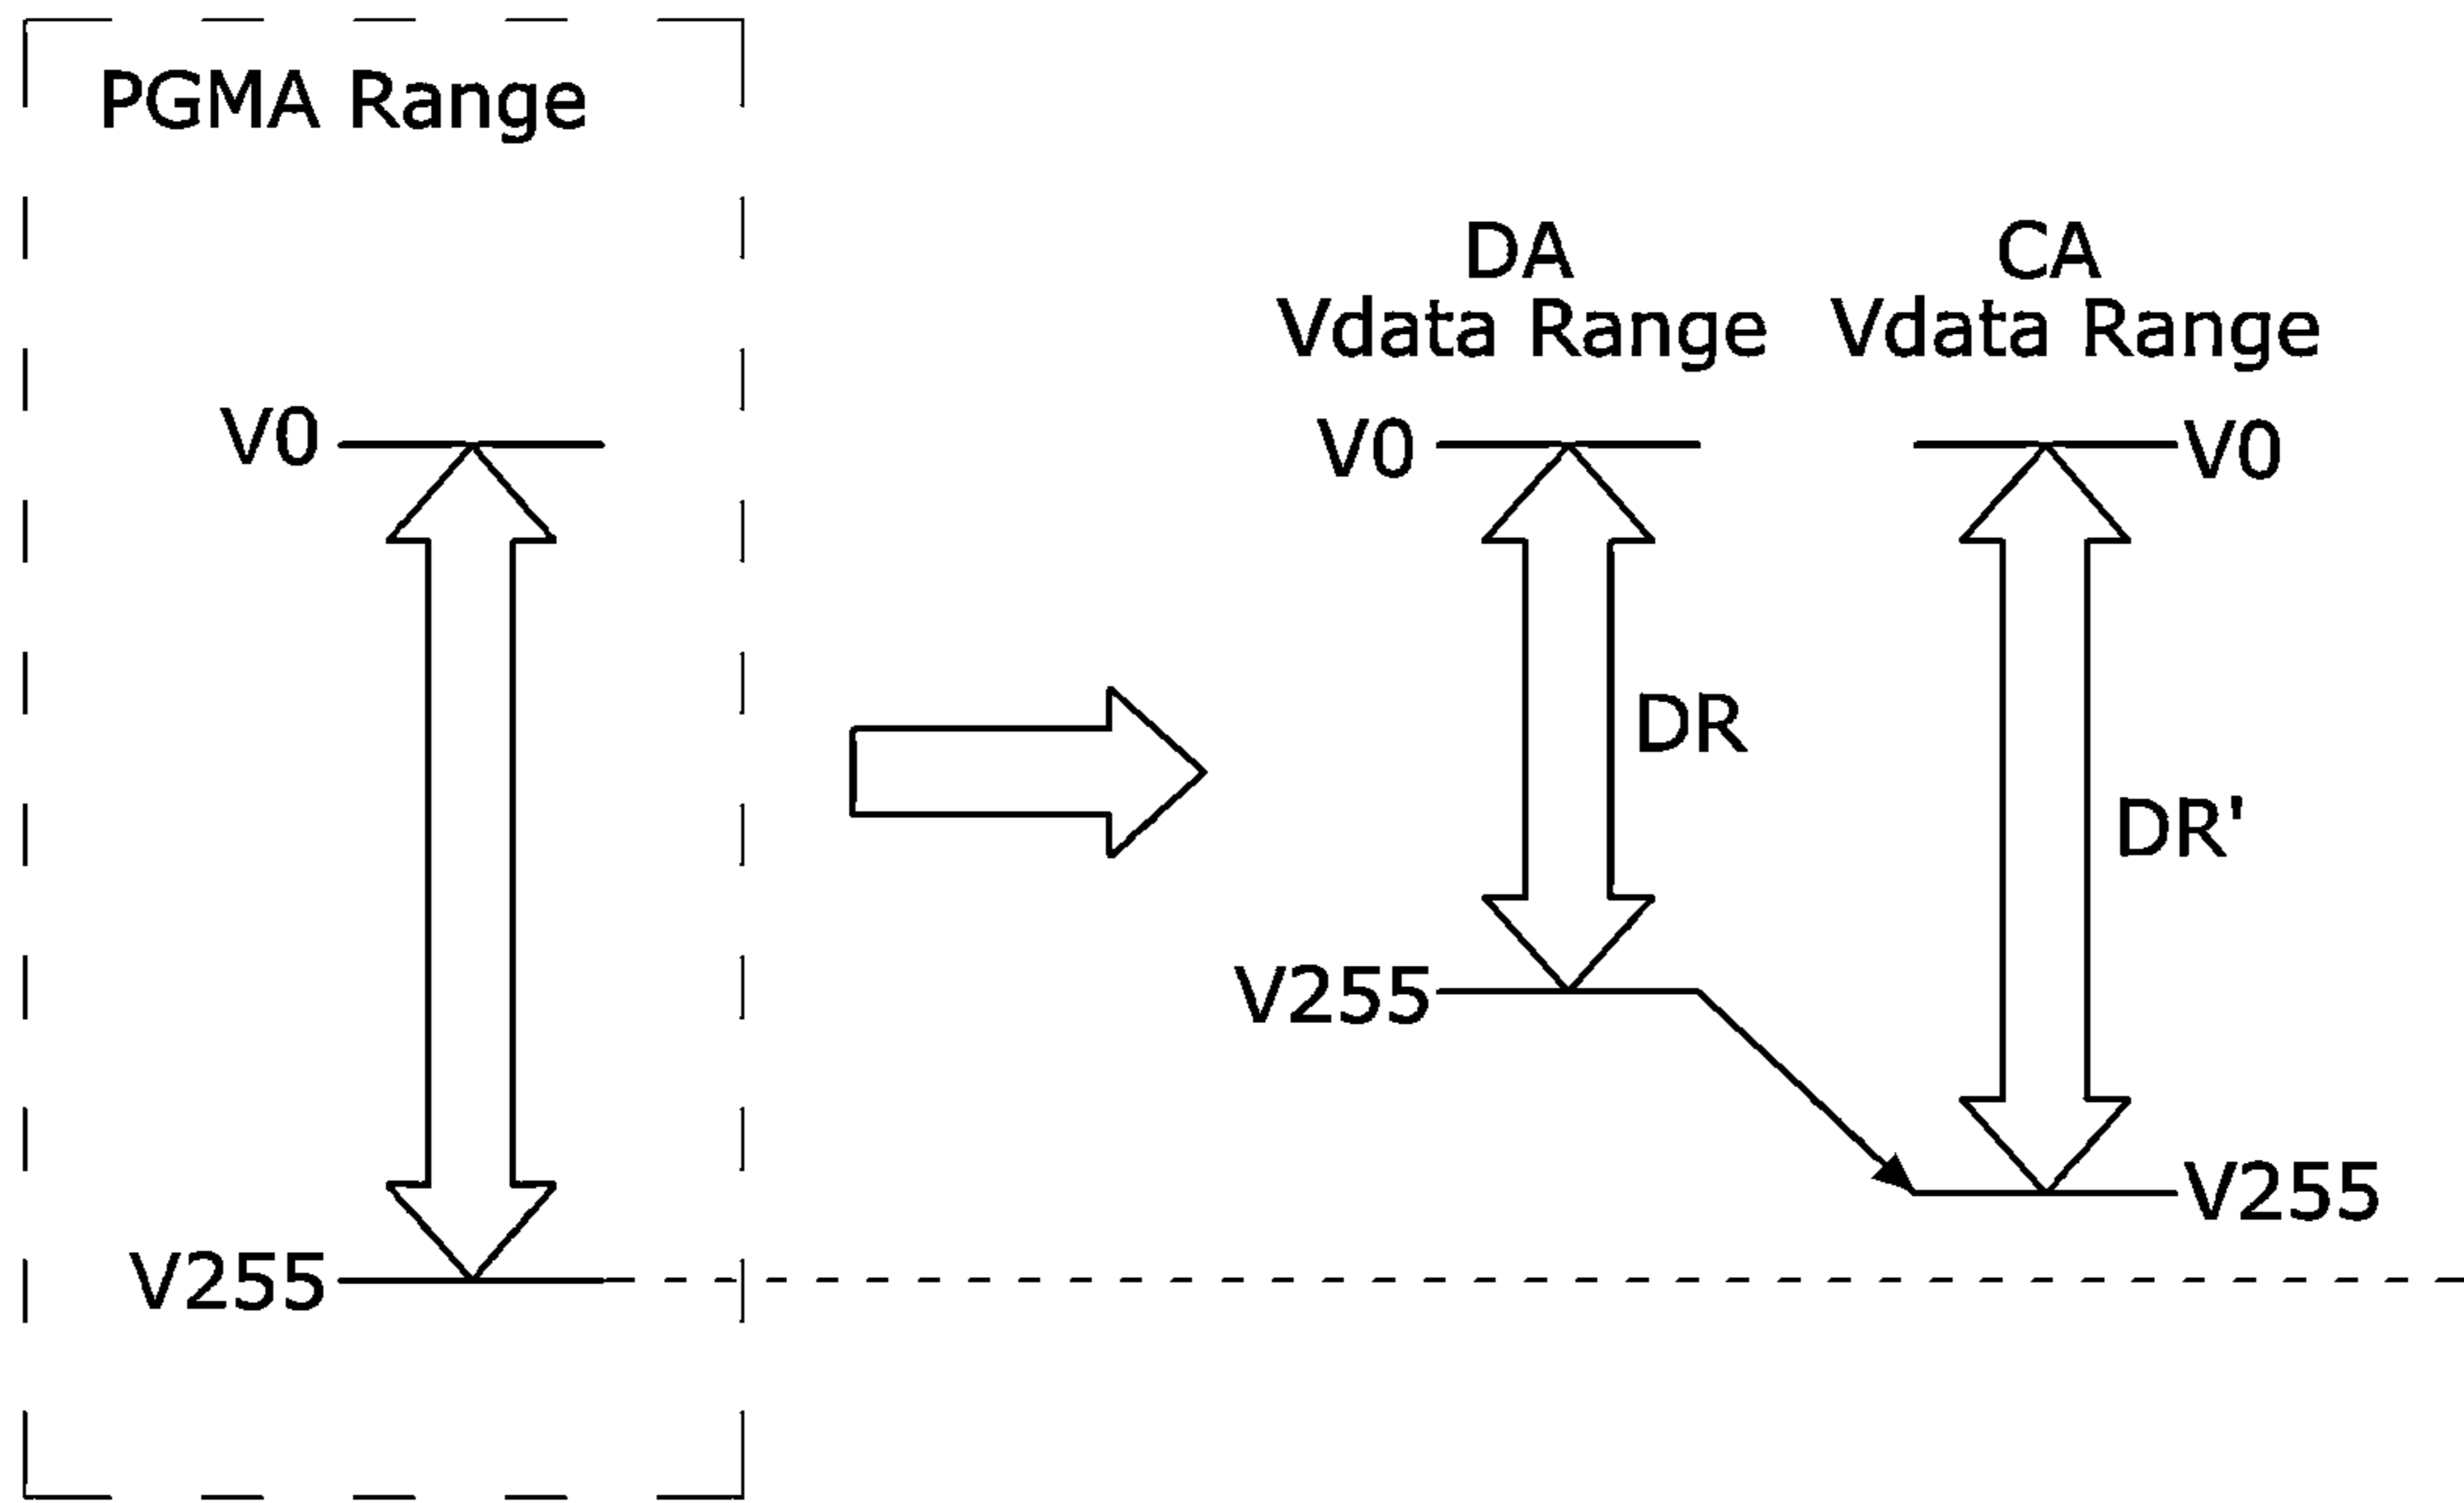 PGMA Range
V0
V255
DA
Vdata Range
V0
DR
V255
CA
Vdata Range
V0
DR'
V255